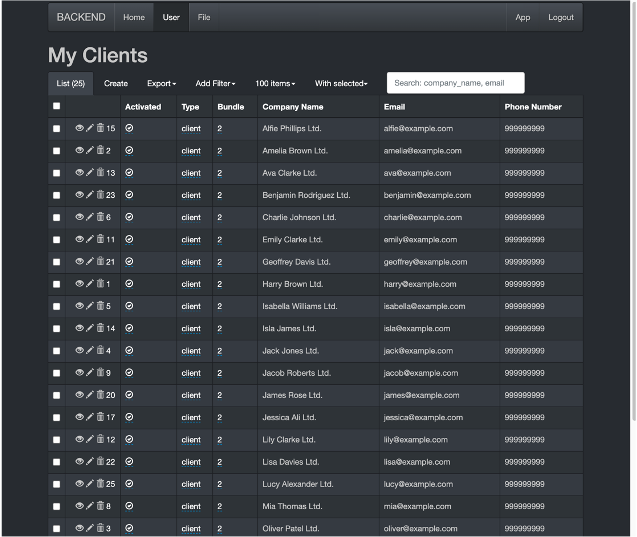 BACKEND Home User File App Logout
My Clients
List (25) Create Export Add Filter 100 items With selected Search: company_name, email
Activated Type Bundle Company Name Email Phone Number
15 client 2 Alfie Phillips Ltd. alfie@example.com 999999999
2 client 2 Amelia Brown Ltd. amelia@example.com 999999999
13 client 2 Ava Clarke Ltd. ava@example.com 999999999
23 client 2 Benjamin Rodriguez Ltd. benjamin@example.com 999999999
6 client 2 Charlie Johnson Ltd. charlie@example.com 999999999
11 client 2 Emily Clarke Ltd. emily@example.com 999999999
21 client 2 Geoffrey Davis Ltd. geoffrey@example.com 999999999
1 client 2 Harry Brown Ltd. harry@example.com 999999999
5 client 2 Isabella Williams Ltd. isabella@example.com 999999999
14 client 2 Isla James Ltd. isla@example.com 999999999
4 client 2 Jack Jones Ltd. jack@example.com 999999999
9 client 2 Jacob Roberts Ltd. jacob@example.com 999999999
20 client 2 James Rose Ltd. james@example.com 999999999
17 client 2 Jessica Ali Ltd. jessica@example.com 999999999
12 client 2 Lily Clarke Ltd. lily@example.com 999999999
22 client 2 Lisa Davies Ltd. lisa@example.com 999999999
25 client 2 Lucy Alexander Ltd. lucy@example.com 999999999
8 client 2 Mia Thomas Ltd. mia@example.com 999999999
3 client 2 Oliver Patel Ltd. oliver@example.com 999999999